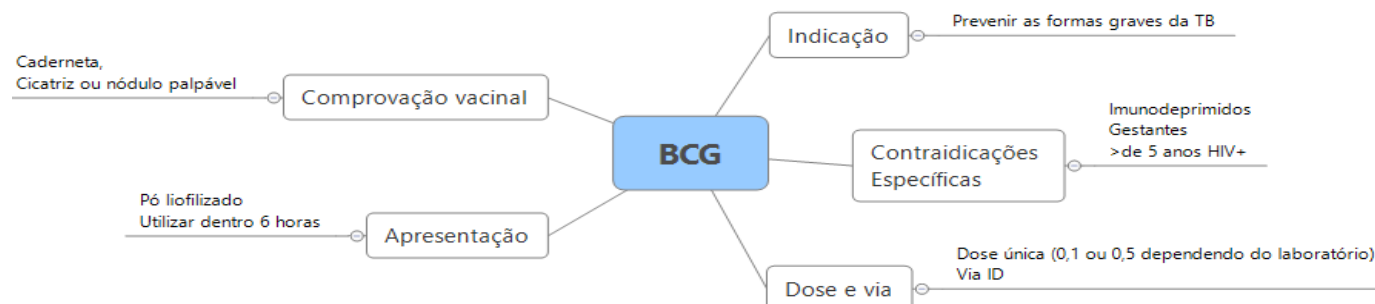 BCG
Indicação
Prevenir as formas graves da TB
Contraidicações
Específicas
Imunodeprimidos
Gestantes
>de 5 anos HIV+
Dose e via
Dose única (0,1 ou 0,5 dependendo do laboratório)
Via ID
Apresentação
Pó liofilizado
Utilizar dentro 6 horas
Comprovação vacinal
Caderneta,
Cicatriz ou nódulo palpável